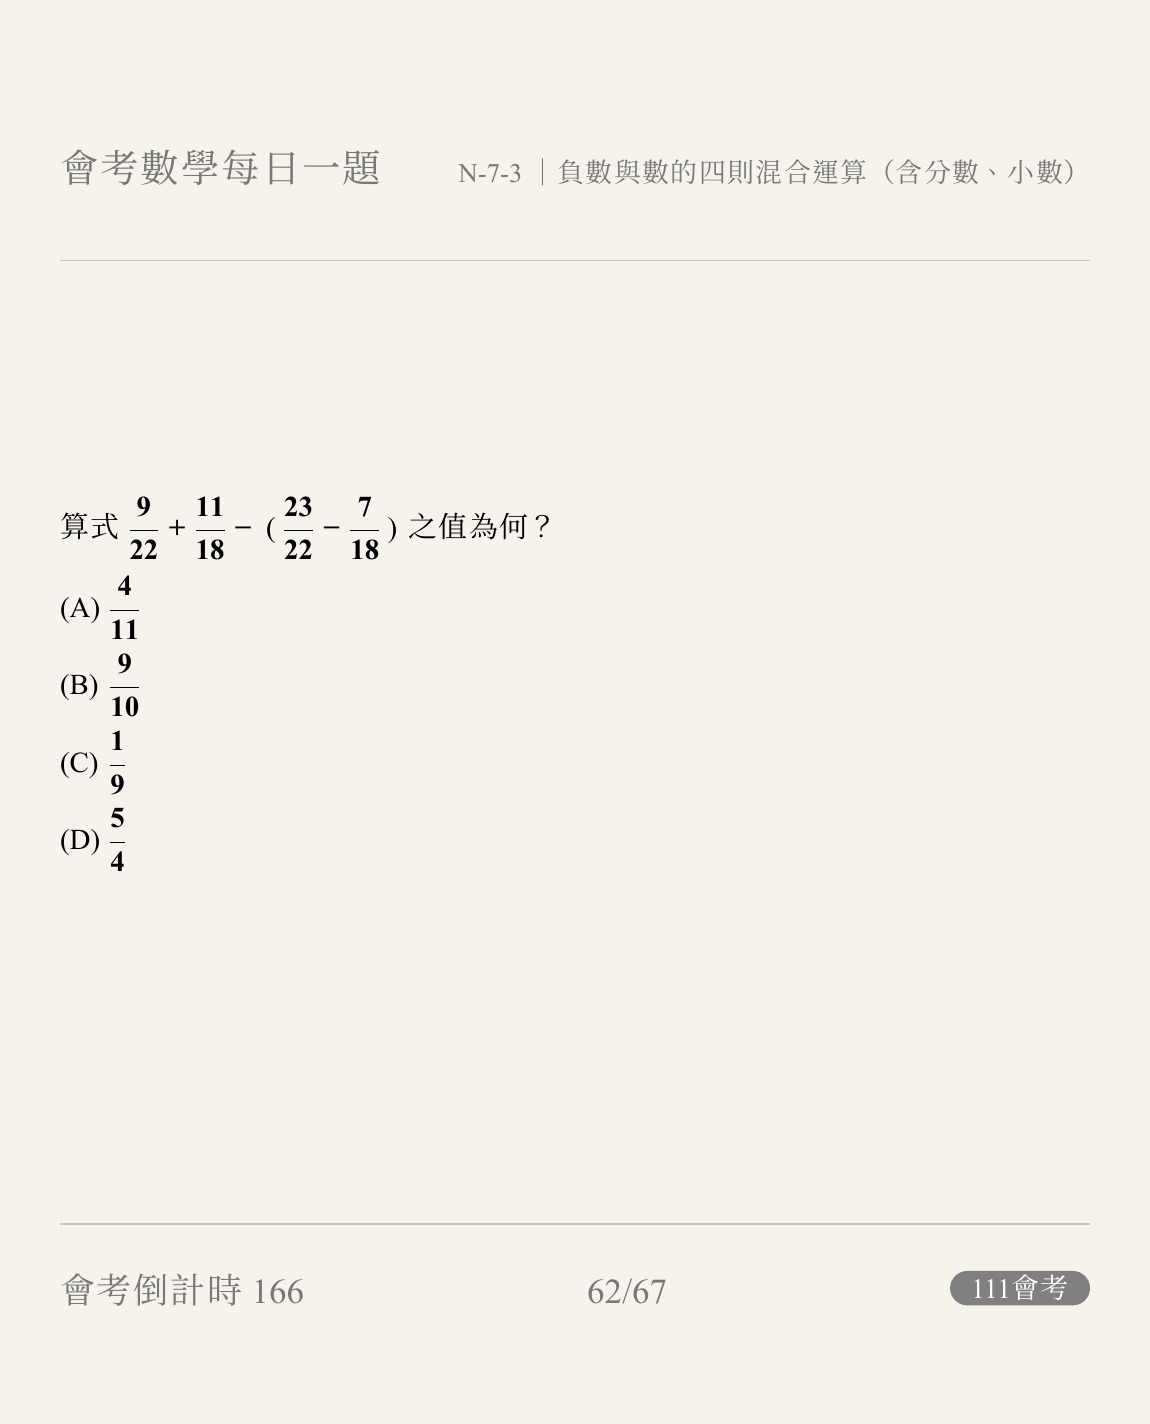 會考數學每日一題
N-7-3｜負數與數的四則混合運算（含分數、小數）
算式 9/22 + 11/18 − ( 23/22 − 7/18 ) 之值為何？
(A) 4/11
(B) 9/10
(C) 1/9
(D) 5/4
會考倒計時 166
62/67
111會考